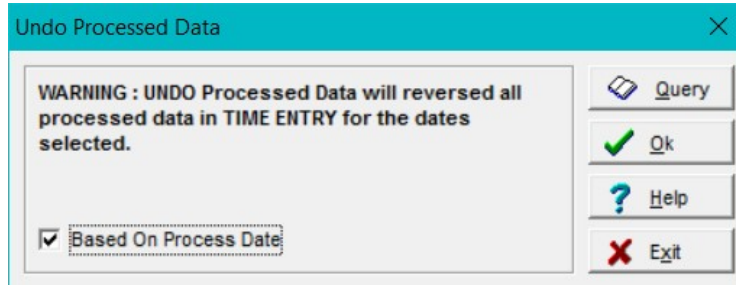 Undo Processed Data
WARNING : UNDO Processed Data will reversed all
processed data in TIME ENTRY for the dates
selected.
Based On Process Date
Query
Ok
Help
Exit